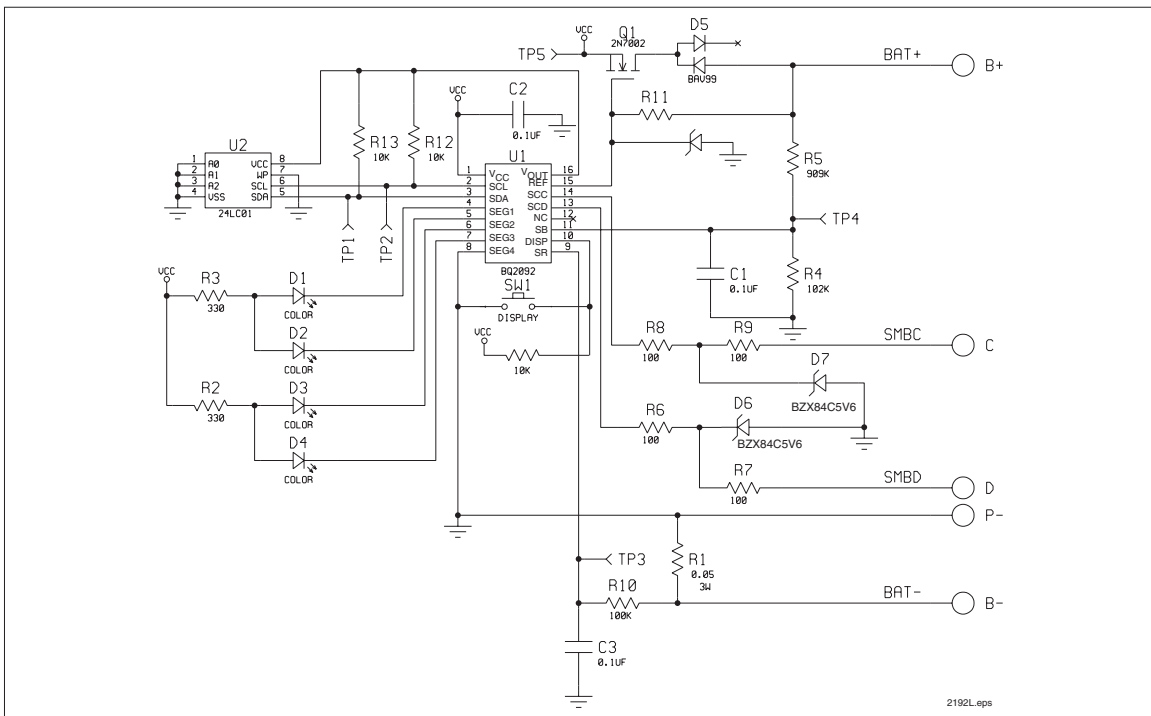 VCC
Q1
2N7002
TP5
D5
BAV99
BAT+
B+
C2
0.1UF
VCC
R11
R13
10K
R12
10K
R5
909K
U2
1 A0 VCC 8
2 A1 WP 7
3 A2 SCL 6
4 VSS SDA 5
24LC01
U1
1 VCC VOUT 16
2 SCL REF 15
3 SDA SCC 14
4 SEG1 SCD 13
5 SEG2 NC 12
6 SEG3 SB 11
7 SEG4 DISP 10
8 SR 9
BQ2092
TP4
TP1
TP2
C1
0.1UF
R4
102K
VCC
R3
330
D1
COLOR
SW1
DISPLAY
D2
COLOR
VCC
10K
R8
100
R9
100
SMBC
C
D7
BZX84C5V6
R2
330
D3
COLOR
R6
100
D6
BZX84C5V6
D4
COLOR
R7
100
SMBD
D
P-
TP3
R1
0.05
3W
R10
100K
BAT-
B-
C3
0.1UF
2192L.eps